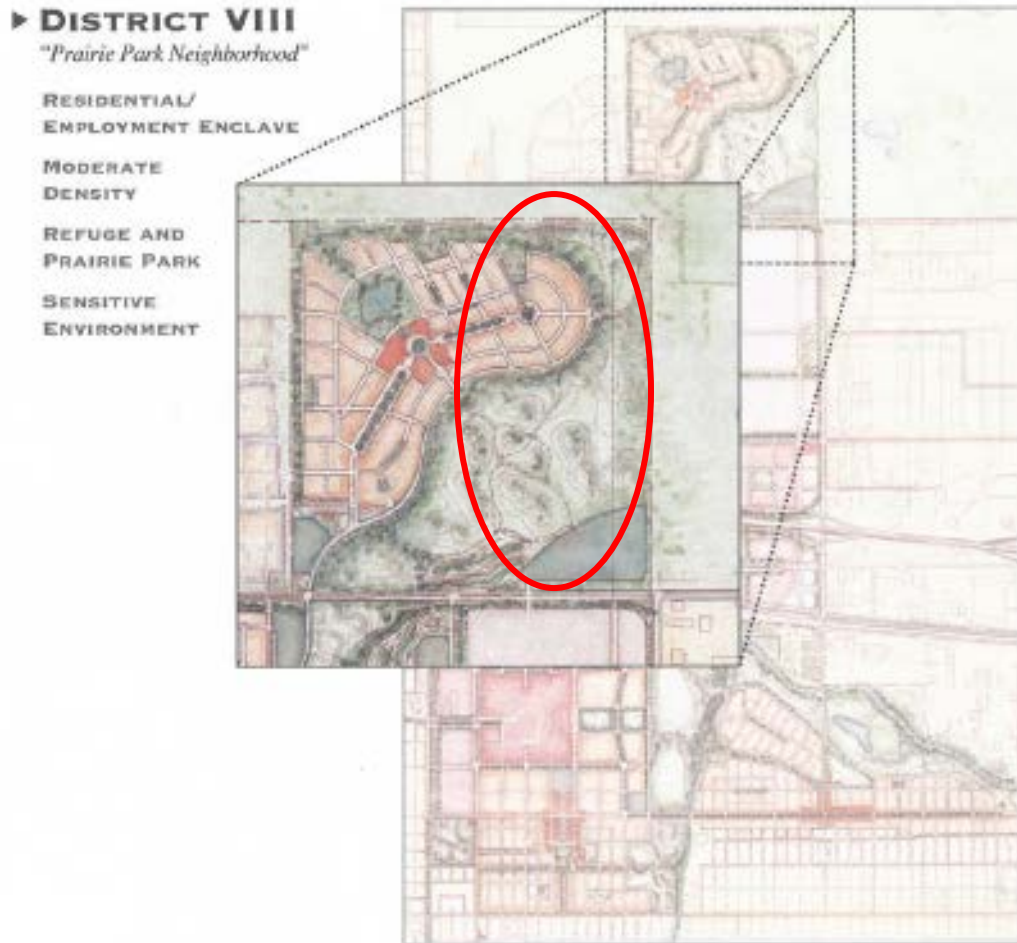 ▶ DISTRICT VIII
"Prairie Park Neighborhood"
RESIDENTIAL/
EMPLOYMENT ENCLAVE
MODERATE
DENSITY
REFUGE AND
PRAIRIE PARK
SENSITIVE
ENVIRONMENT